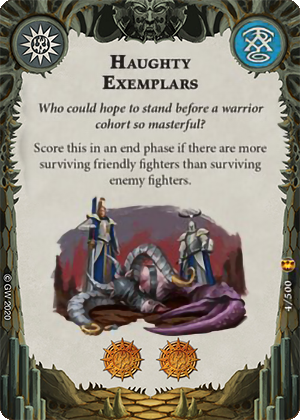 HAUGHTY
EXEMPLARS
Who could hope to stand before a warrior
cohort so masterful?
Score this in an end phase if there are more
surviving friendly fighters than surviving
enemy fighters.
© GW 2020
4/500